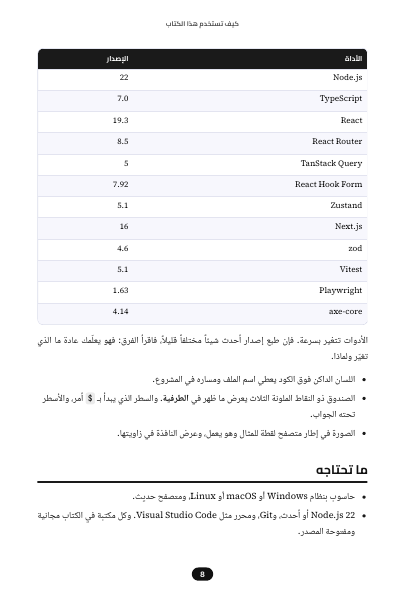 كيف تستخدم هذا الكتاب
الأداة الإصدار
Node.js 22
TypeScript 7.0
React 19.3
React Router 8.5
TanStack Query 5
React Hook Form 7.92
Zustand 5.1
Next.js 16
zod 4.6
Vitest 5.1
Playwright 1.63
axe-core 4.14
الأدوات تتغير بسرعة. فإن طبع إصدار أحدث شيئاً مختلفاً قليلاً، فاقرأ الفرق: فهو يعلّمك عادة ما الذي
تغيّر ولماذا.
• اللسان الداكن فوق الكود يعطي اسم الملف ومساره في المشروع.
• الصندوق ذو النقاط الملونة الثلاث يعرض ما ظهر في الطرفية. والسطر الذي يبدأ بـ $ أمر، والأسطر
تحته الجواب.
• الصورة في إطار متصفح لقطة للمثال وهو يعمل، وعرض النافذة في زاويتها.
ما تحتاجه
• حاسوب بنظام Windows أو macOS أو Linux، ومتصفح حديث.
• Node.js 22 أو أحدث، وGit، ومحرر مثل Visual Studio Code. وكل مكتبة في الكتاب مجانية
ومفتوحة المصدر.
8